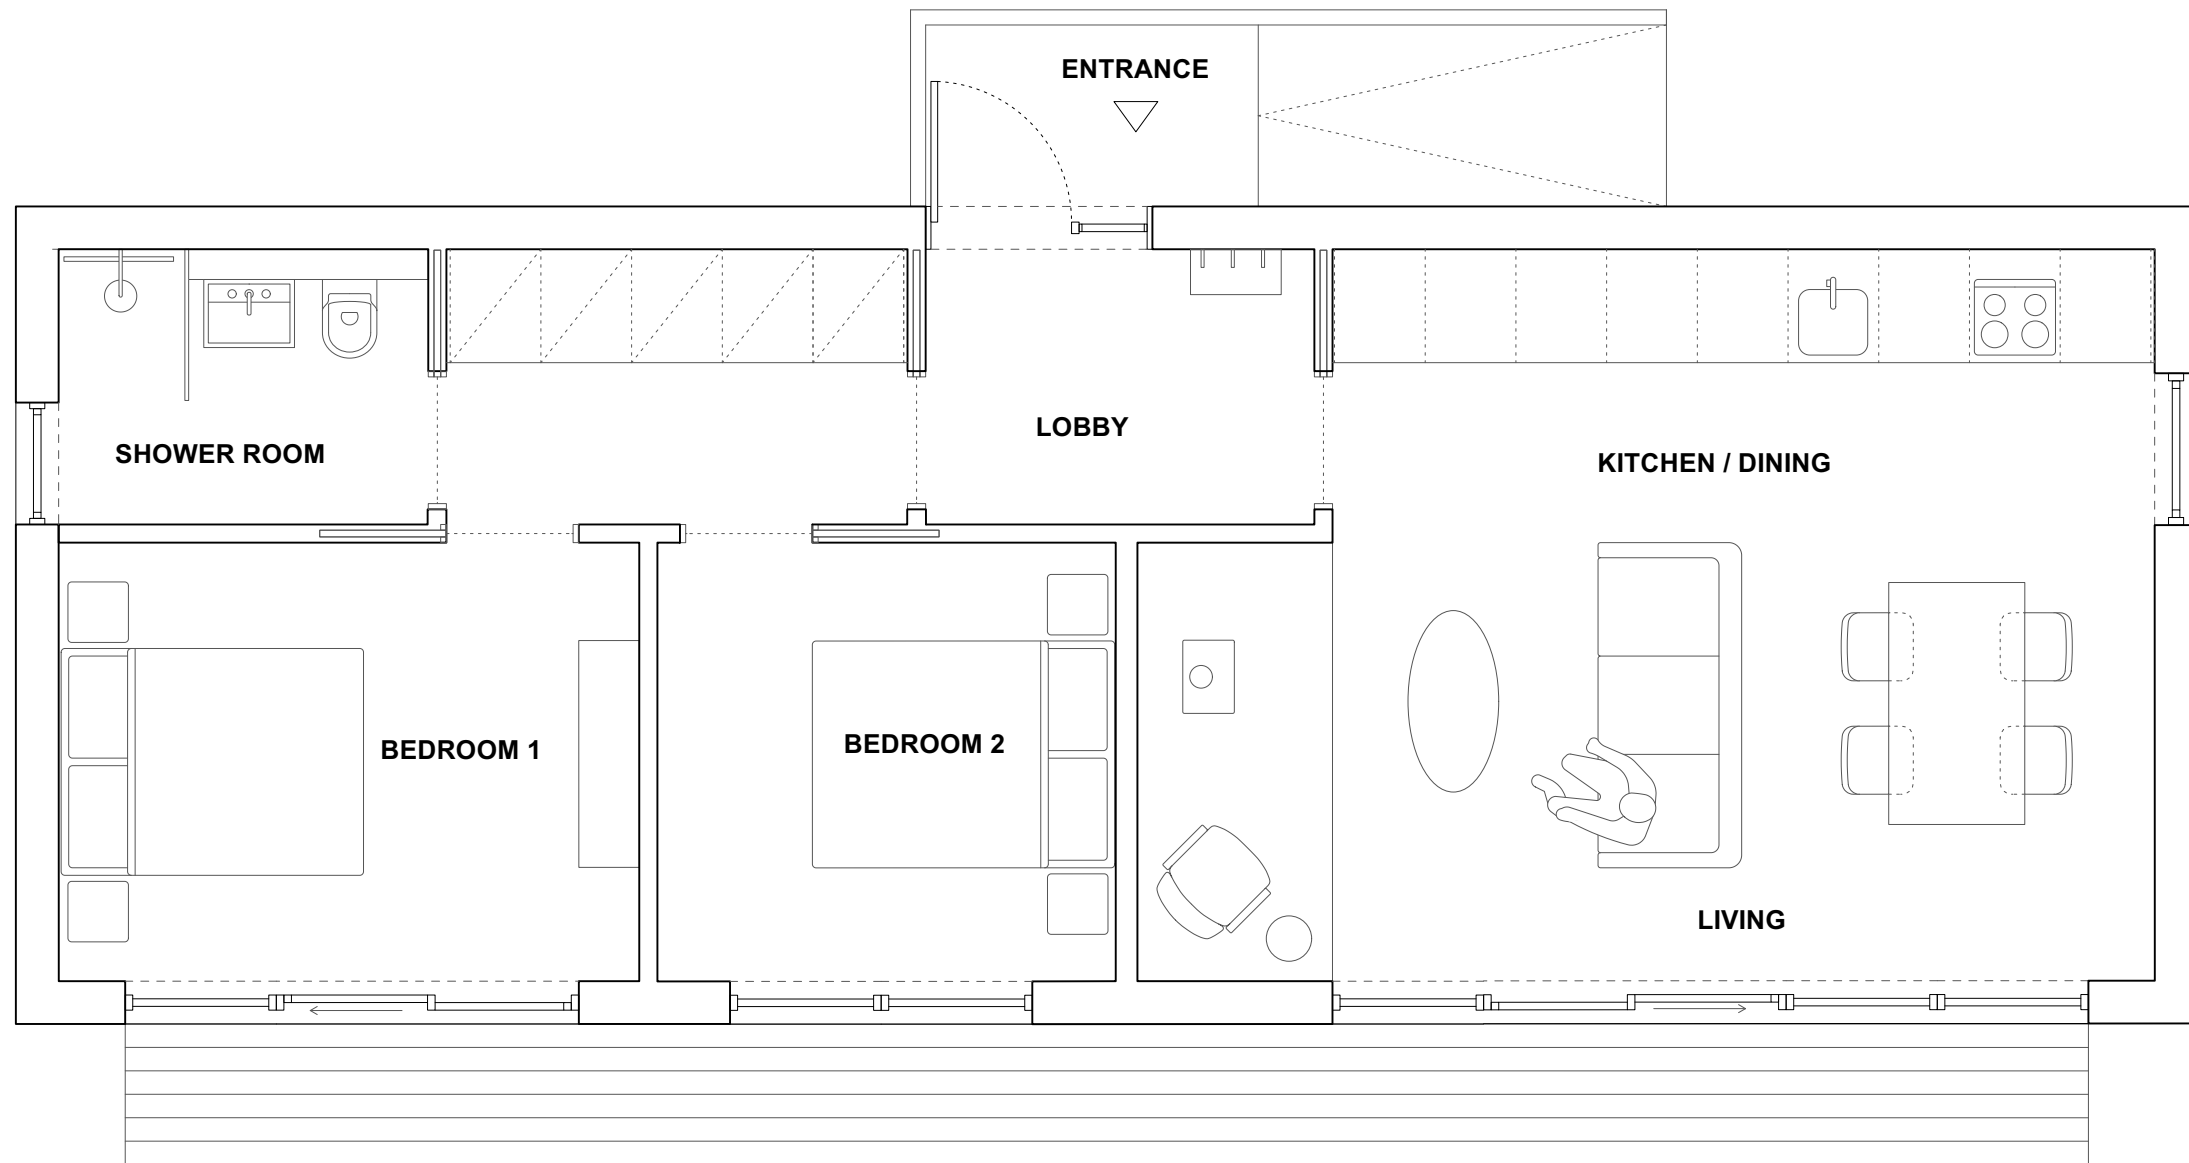 ENTRANCE
LOBBY
SHOWER ROOM
KITCHEN / DINING
BEDROOM 1
BEDROOM 2
LIVING